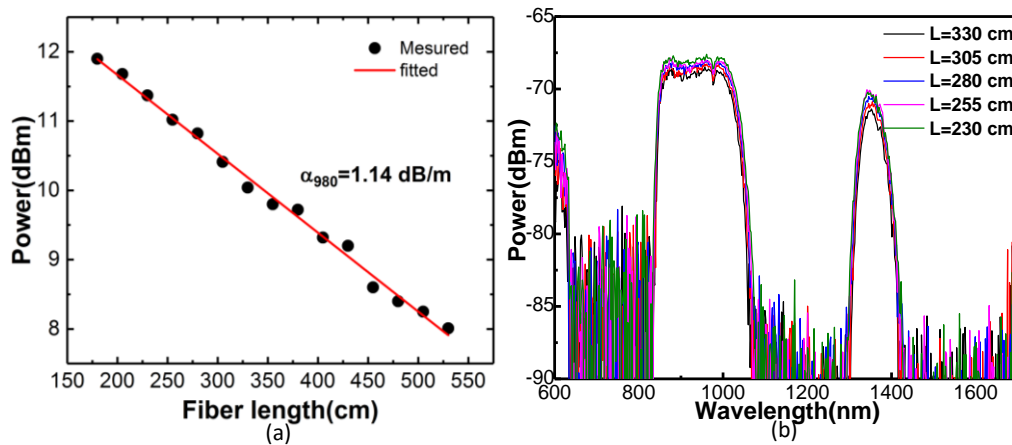 12
11
10
9
8
Power(dBm)
Mesured
fitted
α980=1.14 dB/m
150 200 250 300 350 400 450 500 550
Fiber length(cm)
(a)
-65
-70
-75
-80
-85
-90
Power(dBm)
L=330 cm
L=305 cm
L=280 cm
L=255 cm
L=230 cm
600 800 1000 1200 1400 1600
Wavelength(nm)
(b)